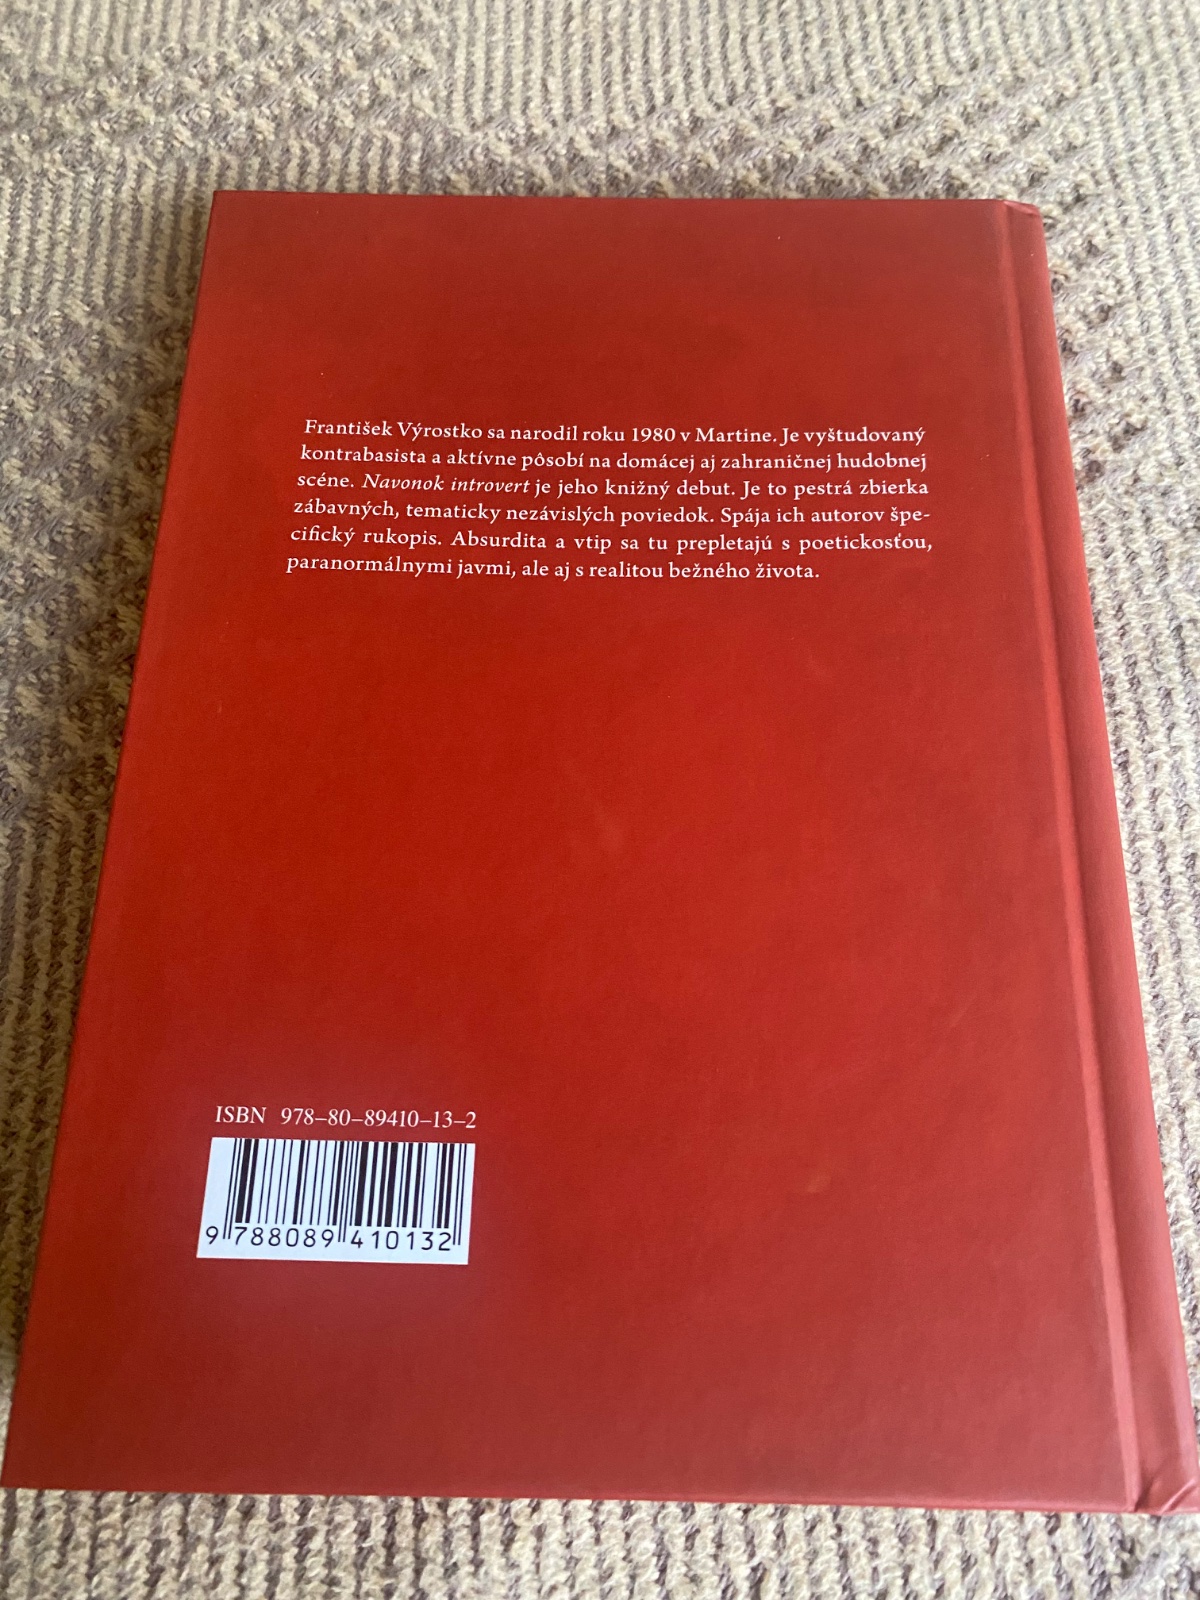 František Výrostko sa narodil roku 1980 v Martine. Je vyštudovaný
kontrabasista a aktívne pôsobí na domácej aj zahraničnej hudobnej
scéne. Navonok introvert je jeho knižný debut. Je to pestrá zbierka
zábavných, tematicky nezávislých poviedok. Spája ich autorov špe-
cifický rukopis. Absurdita a vtip sa tu prepletajú s poetickosťou,
paranormálnymi javmi, ale aj s realitou bežného života.
ISBN 978–80–89410–13–2
9 788089 410132